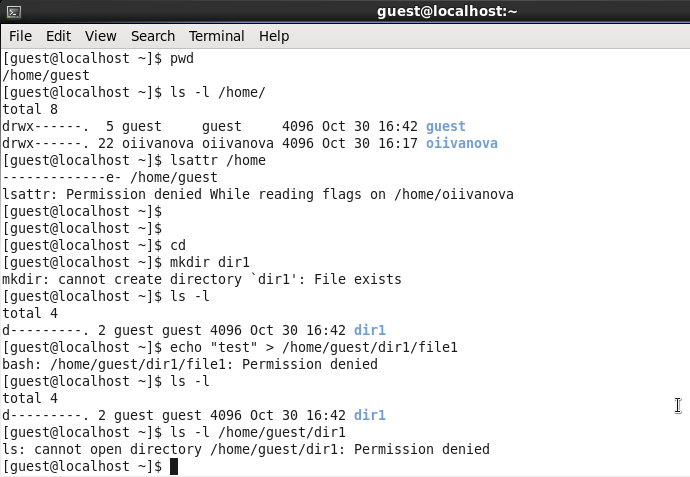 guest@localhost:~
File Edit View Search Terminal Help
[guest@localhost ~]$ pwd
/home/guest
[guest@localhost ~]$ ls -l /home/
total 8
drwx------.  5 guest     guest     4096 Oct 30 16:42 guest
drwx------. 22 oiivanova oiivanova 4096 Oct 30 16:17 oiivanova
[guest@localhost ~]$ lsattr /home
-------------e- /home/guest
lsattr: Permission denied While reading flags on /home/oiivanova
[guest@localhost ~]$
[guest@localhost ~]$
[guest@localhost ~]$ cd
[guest@localhost ~]$ mkdir dir1
mkdir: cannot create directory `dir1': File exists
[guest@localhost ~]$ ls -l
total 4
d---------. 2 guest guest 4096 Oct 30 16:42 dir1
[guest@localhost ~]$ echo "test" > /home/guest/dir1/file1
bash: /home/guest/dir1/file1: Permission denied
[guest@localhost ~]$ ls -l
total 4
d---------. 2 guest guest 4096 Oct 30 16:42 dir1
[guest@localhost ~]$ ls -l /home/guest/dir1
ls: cannot open directory /home/guest/dir1: Permission denied
[guest@localhost ~]$